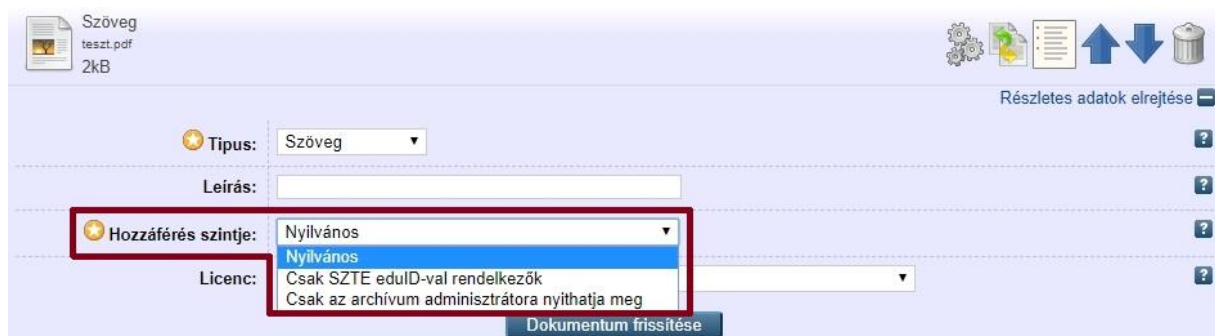 Szöveg
teszt.pdf
2kB
Részletes adatok elrejtése
Tipus: Szöveg ?
Leírás: ?
Hozzáférés szintje: Nyilvános ?
Nyilvános
Licenc: Csak SZTE eduID-val rendelkezők ?
Csak az archívum adminisztrátora nyithatja meg
Dokumentum frissítése